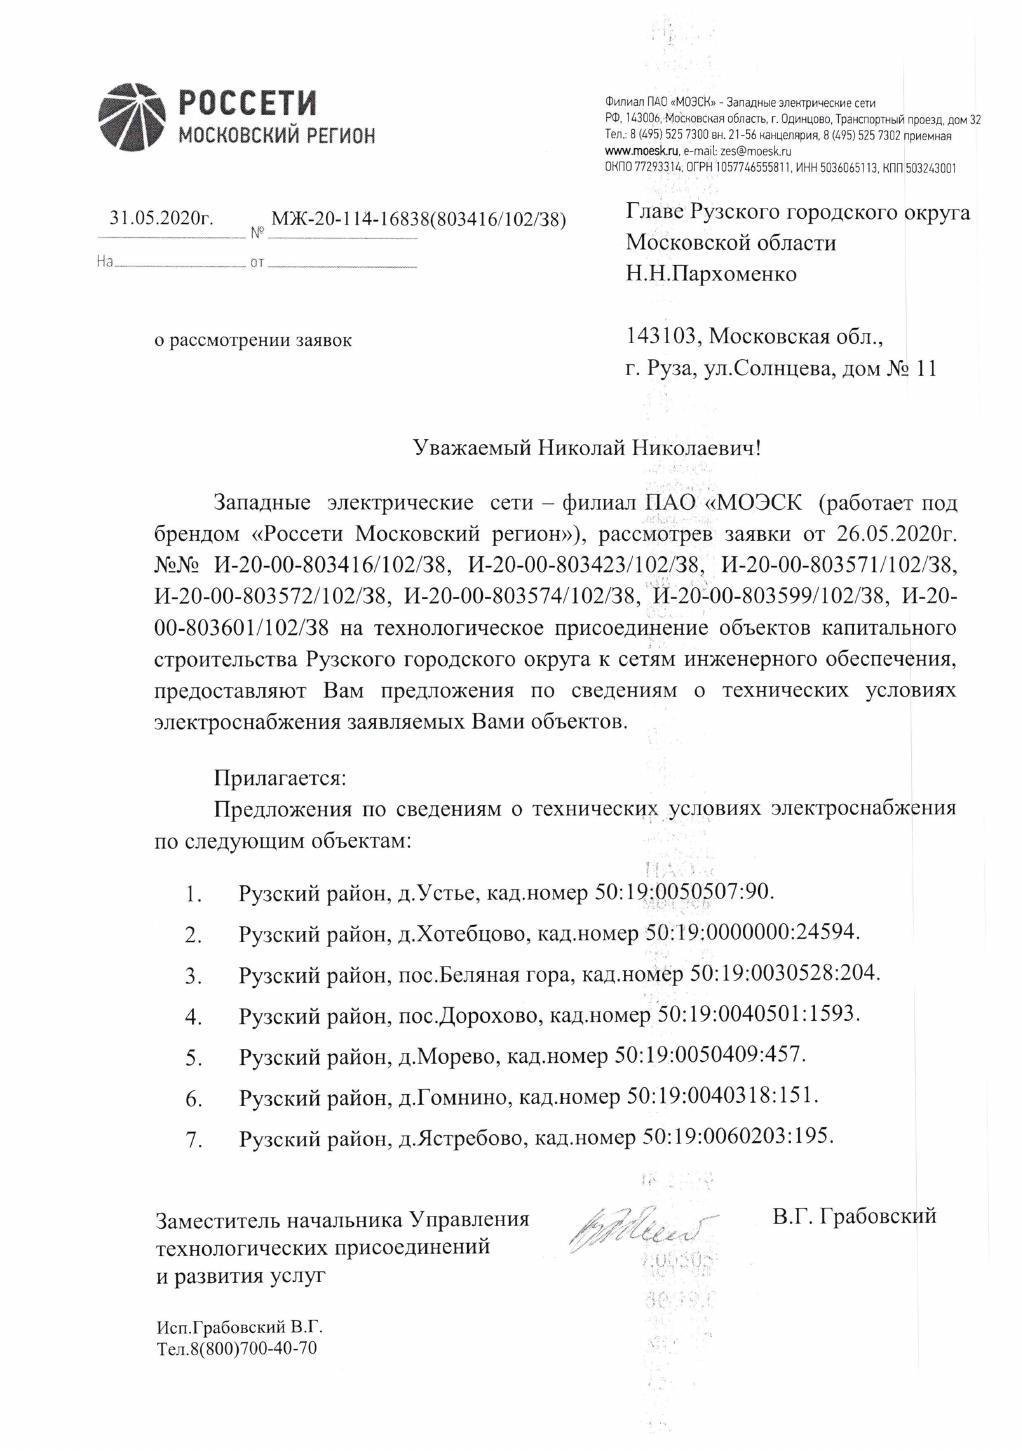 РОССЕТИ
МОСКОВСКИЙ РЕГИОН
Филиал ПАО «МОЭСК» - Западные электрические сети
РФ, 143006, Московская область, г. Одинцово, Транспортный проезд, дом 32
Тел.: 8 (495) 525 7300 вн. 21-56 канцелярия, 8 (495) 525 7302 приемная
www.moesk.ru, e-mail: zes@moesk.ru
ОКПО 77293314, ОГРН 1057746555811, ИНН 5036065113, КПП 503243001
31.05.2020г. № МЖ-20-114-16838(803416/102/38)
На от
Главе Рузского городского округа
Московской области
Н.Н.Пархоменко
о рассмотрении заявок
143103, Московская обл.,
г. Руза, ул.Солнцева, дом № 11
Уважаемый Николай Николаевич!
Западные электрические сети – филиал ПАО «МОЭСК (работает под
брендом «Россети Московский регион»), рассмотрев заявки от 26.05.2020г.
№№ И-20-00-803416/102/38, И-20-00-803423/102/38, И-20-00-803571/102/38,
И-20-00-803572/102/38, И-20-00-803574/102/38, И-20-00-803599/102/38, И-20-
00-803601/102/38 на технологическое присоединение объектов капитального
строительства Рузского городского округа к сетям инженерного обеспечения,
предоставляют Вам предложения по сведениям о технических условиях
электроснабжения заявляемых Вами объектов.
Прилагается:
Предложения по сведениям о технических условиях электроснабжения
по следующим объектам:
1. Рузский район, д.Устье, кад.номер 50:19:0050507:90.
2. Рузский район, д.Хотебцово, кад.номер 50:19:0000000:24594.
3. Рузский район, пос.Беляная гора, кад.номер 50:19:0030528:204.
4. Рузский район, пос.Дорохово, кад.номер 50:19:0040501:1593.
5. Рузский район, д.Морево, кад.номер 50:19:0050409:457.
6. Рузский район, д.Гомнино, кад.номер 50:19:0040318:151.
7. Рузский район, д.Ястребово, кад.номер 50:19:0060203:195.
Заместитель начальника Управления
технологических присоединений
и развития услуг
В.Г. Грабовский
Исп.Грабовский В.Г.
Тел.8(800)700-40-70